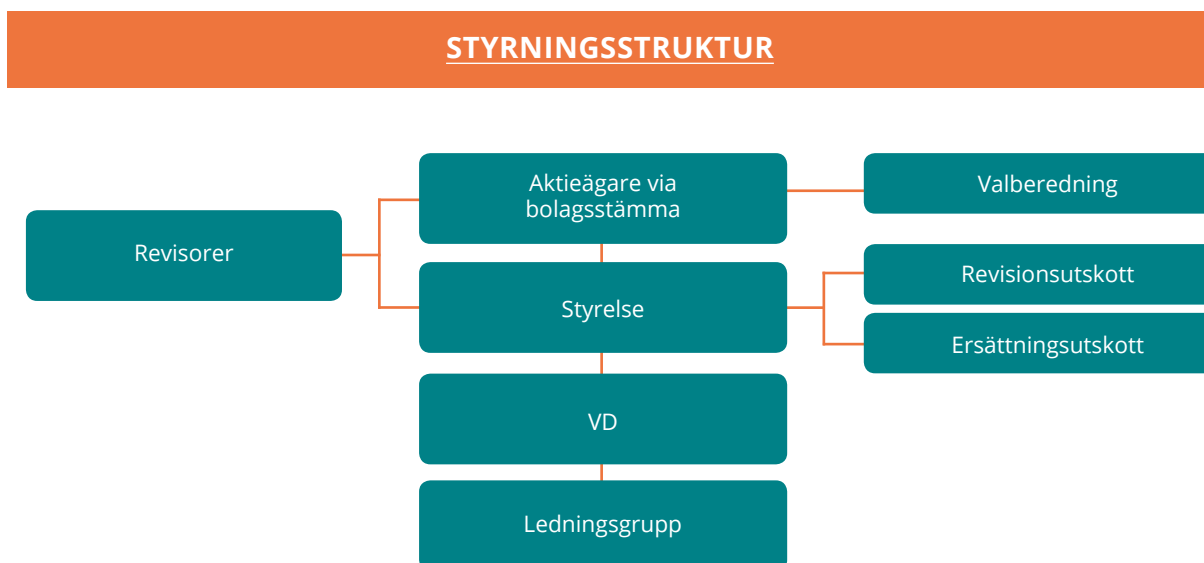 STYRNINGSSTRUKTUR
Aktieägare via
bolagsstämma
Valberedning
Revisorer
Styrelse
Revisionsutskott
Ersättningsutskott
VD
Ledningsgrupp